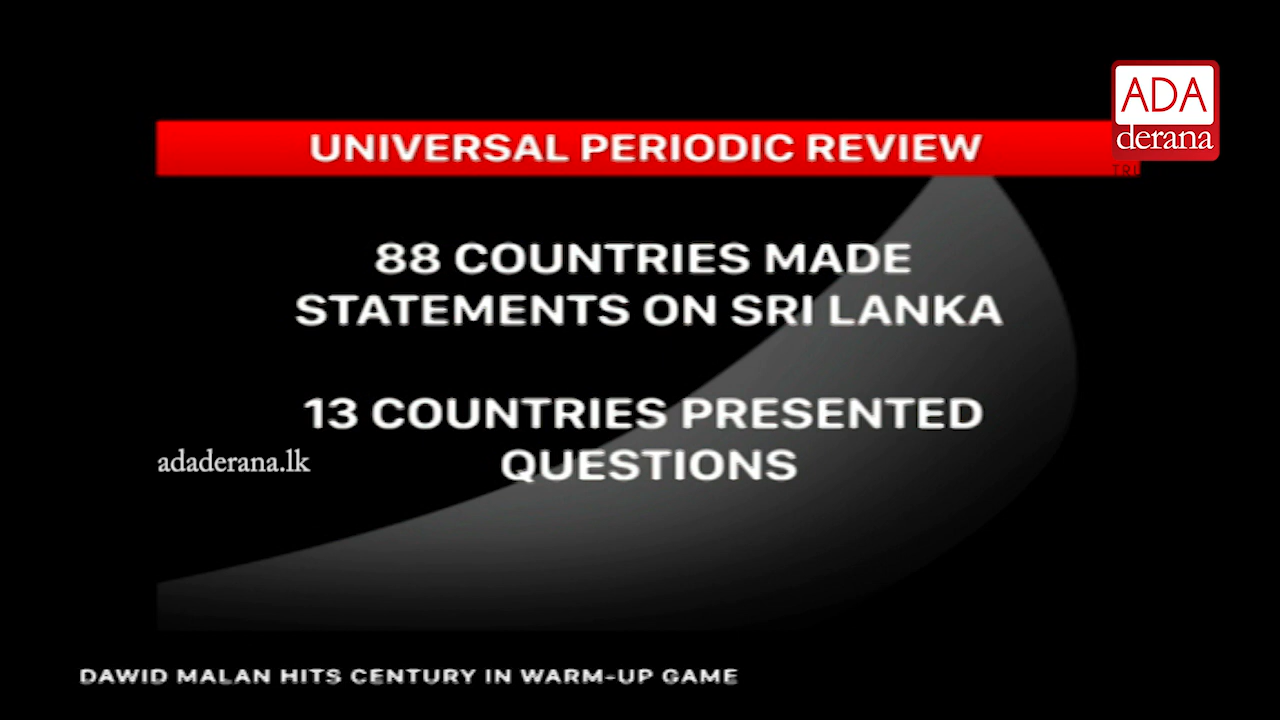 ADA
derana
UNIVERSAL PERIODIC REVIEW
88 COUNTRIES MADE
STATEMENTS ON SRI LANKA
13 COUNTRIES PRESENTED
QUESTIONS
adaderana.lk
DAWID MALAN HITS CENTURY IN WARM-UP GAME